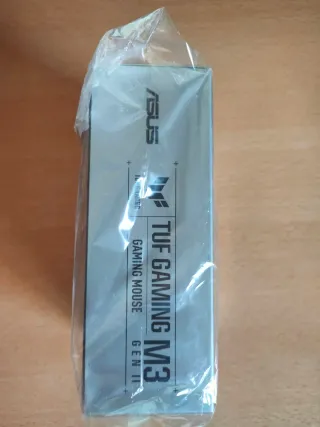 ASUS
TUF GAMING M3
GAMING MOUSE
GEN II